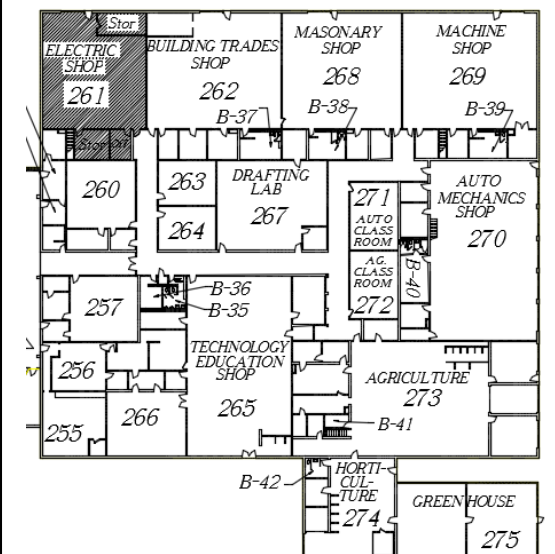 Stor
ELECTRIC
SHOP
261
BUILDING TRADES
SHOP
262
MASONARY
SHOP
268
MACHINE
SHOP
269
B-37
B-38
B-39
Stor
Off
260
263
264
DRAFTING
LAB
267
271
AUTO
CLASS
ROOM
AUTO
MECHANICS
SHOP
270
A.G.
CLASS
ROOM
272
B-40
257
B-36
B-35
256
TECHNOLOGY
EDUCATION
SHOP
265
AGRICULTURE
273
255
266
B-41
B-42
HORTI-
CUL-
TURE
274
GREEN HOUSE
275